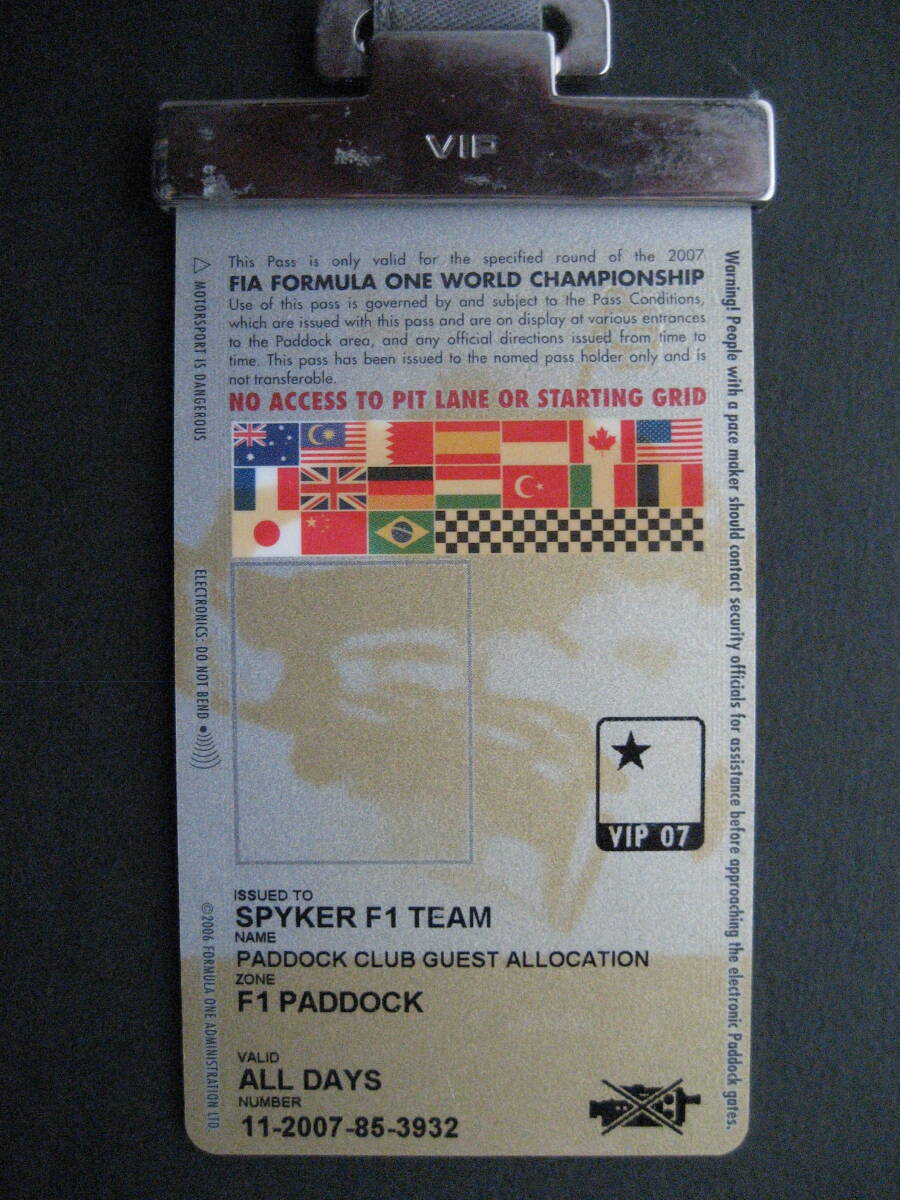 VIP
This Pass is only valid for the specified round of the 2007
FIA FORMULA ONE WORLD CHAMPIONSHIP
Use of this pass is governed by and subject to the Pass Conditions,
which are issued with this pass and are on display at various entrances
to the Paddock area, and any official directions issued from time to
time. This pass has been issued to the named pass holder only and is
not transferable.
NO ACCESS TO PIT LANE OR STARTING GRID
MOTORSPORT IS DANGEROUS
ELECTRONICS: DO NOT BEND
©2006 FORMULA ONE ADMINISTRATION LTD.
Warning! People with a pace maker should contact security officials for assistance before approaching the electronic Paddock gates.
VIP 07
ISSUED TO
SPYKER F1 TEAM
NAME
PADDOCK CLUB GUEST ALLOCATION
ZONE
F1 PADDOCK
VALID
ALL DAYS
NUMBER
11-2007-85-3932